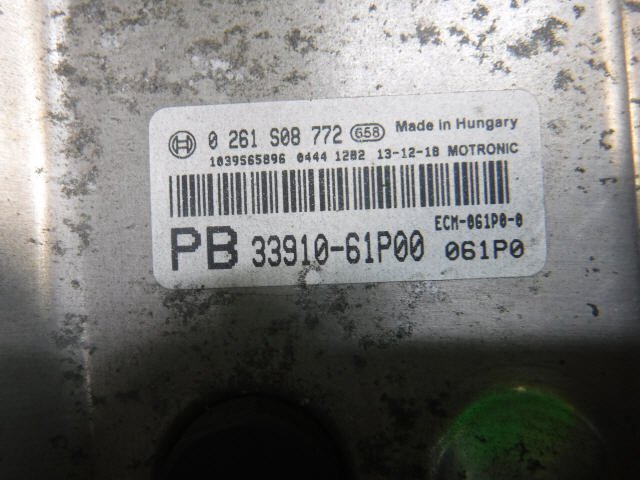 0 261 S08 772 658 Made in Hungary
1039S65896 0444 1282 13-12-18 MOTRONIC
ECM-061P0-0
PB 33910-61P00 061P0